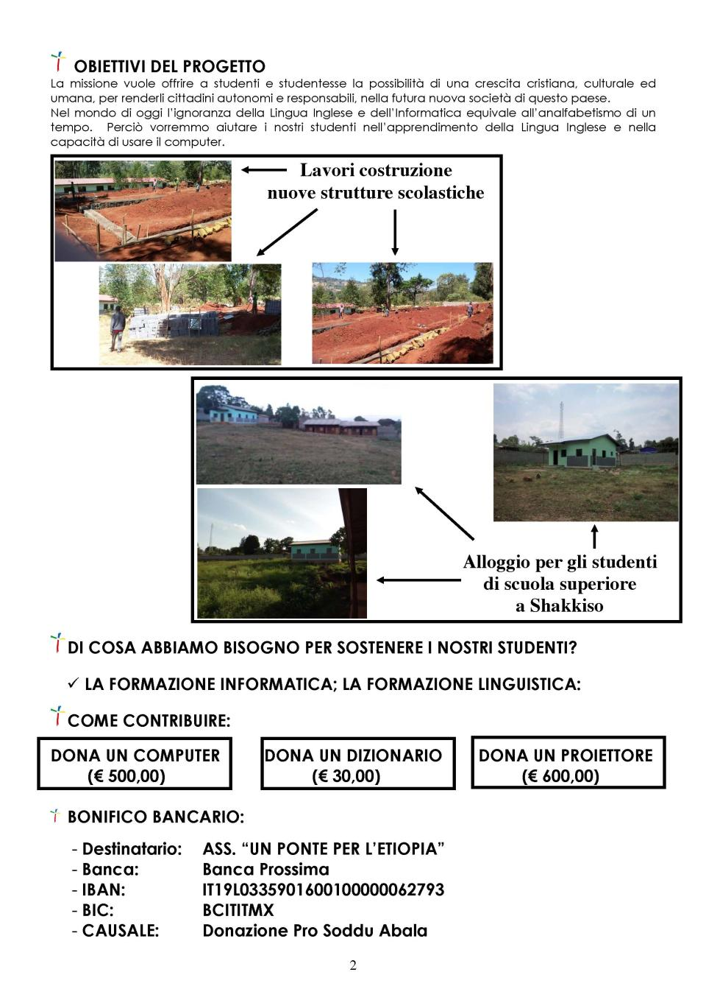 OBIETTIVI DEL PROGETTO
La missione vuole offrire a studenti e studentesse la possibilità di una crescita cristiana, culturale ed
umana, per renderli cittadini autonomi e responsabili, nella futura nuova società di questo paese.
Nel mondo di oggi l'ignoranza della Lingua Inglese e dell'Informatica equivale all'analfabetismo di un
tempo. Perciò vorremmo aiutare i nostri studenti nell'apprendimento della Lingua Inglese e nella
capacità di usare il computer.
Lavori costruzione
nuove strutture scolastiche
Alloggio per gli studenti
di scuola superiore
a Shakkiso
DI COSA ABBIAMO BISOGNO PER SOSTENERE I NOSTRI STUDENTI?
✓ LA FORMAZIONE INFORMATICA; LA FORMAZIONE LINGUISTICA:
COME CONTRIBUIRE:
DONA UN COMPUTER
(€ 500,00)
DONA UN DIZIONARIO
(€ 30,00)
DONA UN PROIETTORE
(€ 600,00)
BONIFICO BANCARIO:
- Destinatario: ASS. “UN PONTE PER L'ETIOPIA”
- Banca: Banca Prossima
- IBAN: IT19L0335901600100000062793
- BIC: BCITITMX
- CAUSALE: Donazione Pro Soddu Abala
2